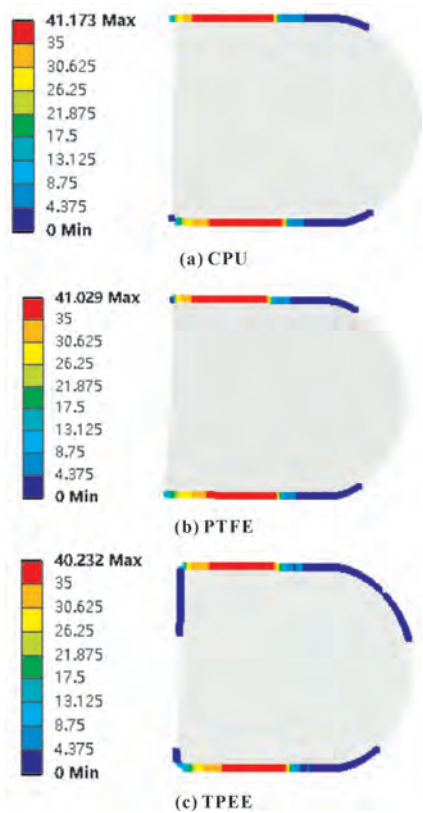 41.173 Max
35
30.625
26.25
21.875
17.5
13.125
8.75
4.375
0 Min
(a) CPU
41.029 Max
35
30.625
26.25
21.875
17.5
13.125
8.75
4.375
0 Min
(b) PTFE
40.232 Max
35
30.625
26.25
21.875
17.5
13.125
8.75
4.375
0 Min
(c) TPEE